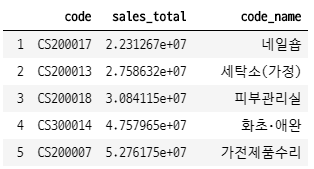 code sales_total code_name
1 CS200017 2.231267e+07 네일숍
2 CS200013 2.758632e+07 세탁소(가정)
3 CS200018 3.084115e+07 피부관리실
4 CS300014 4.757965e+07 화초·애완
5 CS200007 5.276175e+07 가전제품수리